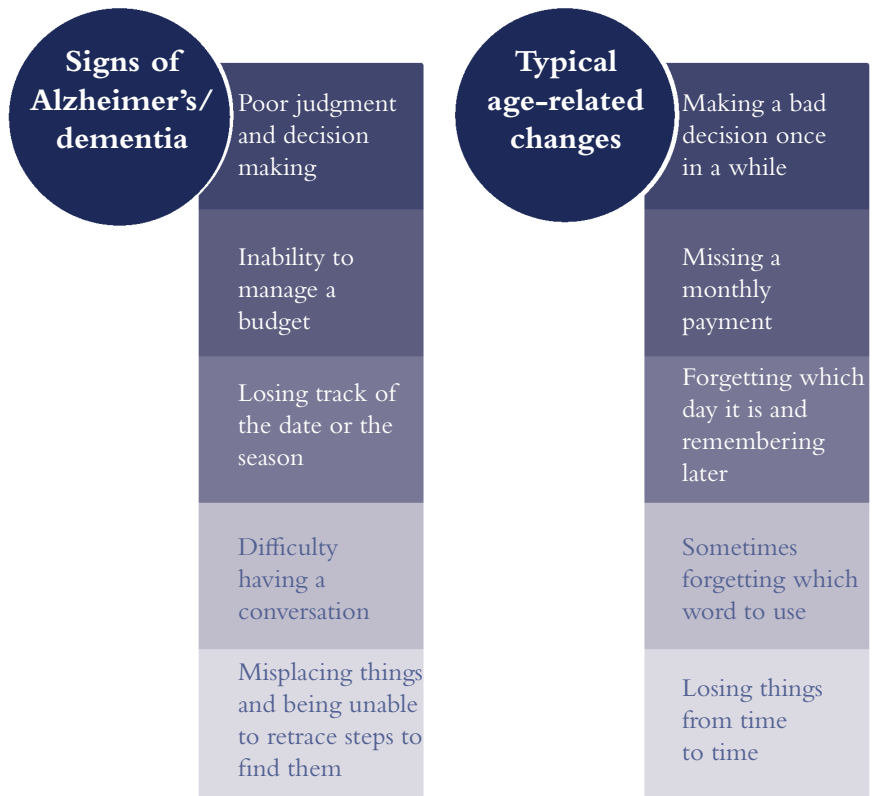 Signs of
Alzheimer’s/
dementia
Poor judgment
and decision
making
Inability to
manage a
budget
Losing track of
the date or the
season
Difficulty
having a
conversation
Misplacing things
and being unable
to retrace steps to
find them
Typical
age-related
changes
Making a bad
decision once
in a while
Missing a
monthly
payment
Forgetting which
day it is and
remembering
later
Sometimes
forgetting which
word to use
Losing things
from time
to time